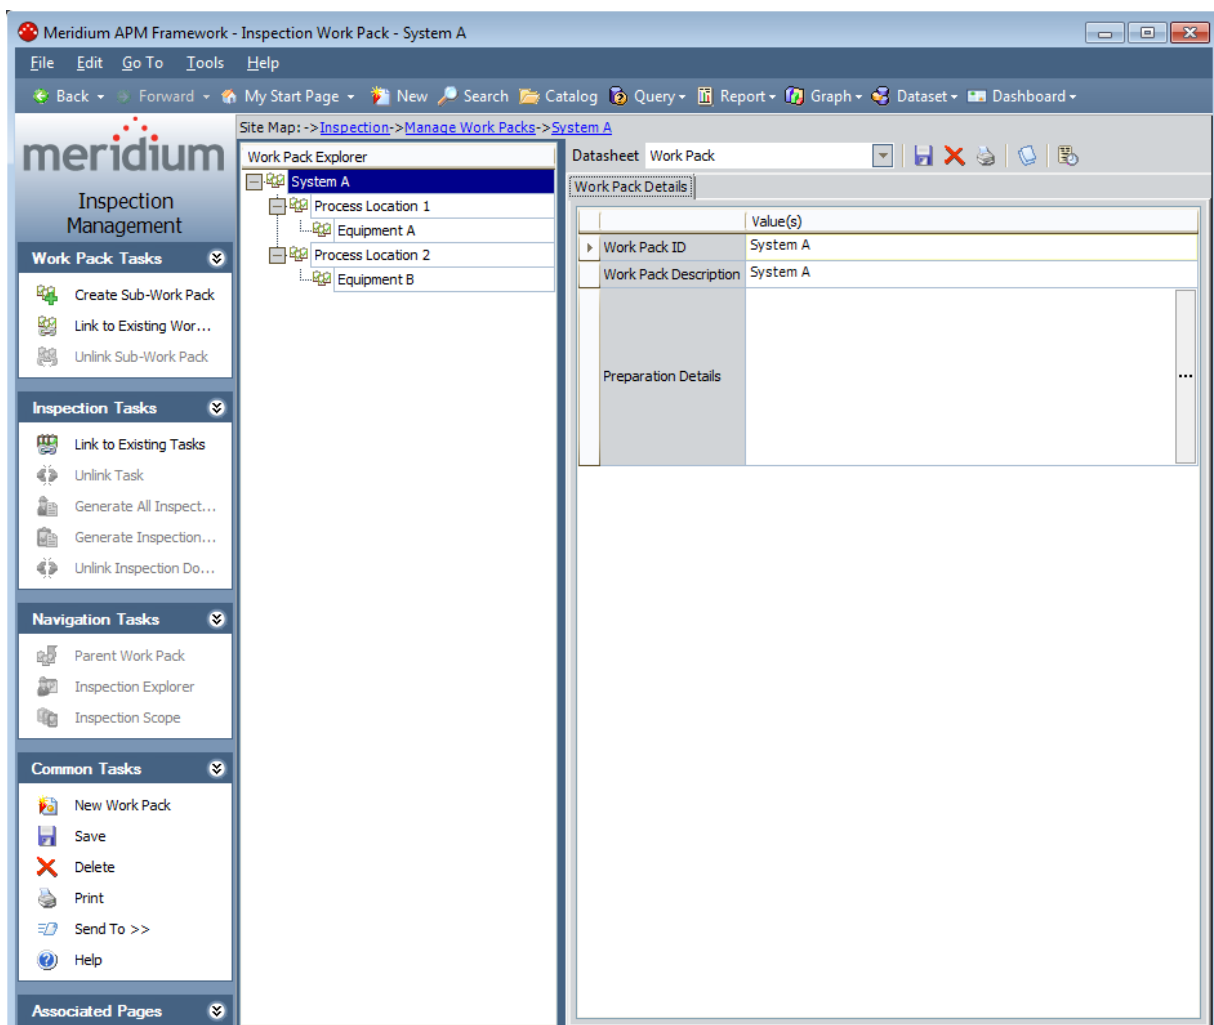 Meridium APM Framework - Inspection Work Pack - System A
File Edit Go To Tools Help
Back Forward My Start Page New Search Catalog Query Report Graph Dataset Dashboard
meridium
Inspection
Management
Work Pack Tasks
Create Sub-Work Pack
Link to Existing Wor...
Unlink Sub-Work Pack
Inspection Tasks
Link to Existing Tasks
Unlink Task
Generate All Inspect...
Generate Inspection...
Unlink Inspection Do...
Navigation Tasks
Parent Work Pack
Inspection Explorer
Inspection Scope
Common Tasks
New Work Pack
Save
Delete
Print
Send To >>
Help
Associated Pages
Site Map: ->Inspection->Manage Work Packs->System A
Work Pack Explorer
System A
Process Location 1
Equipment A
Process Location 2
Equipment B
Datasheet Work Pack
Work Pack Details
Value(s)
Work Pack ID System A
Work Pack Description System A
Preparation Details ...